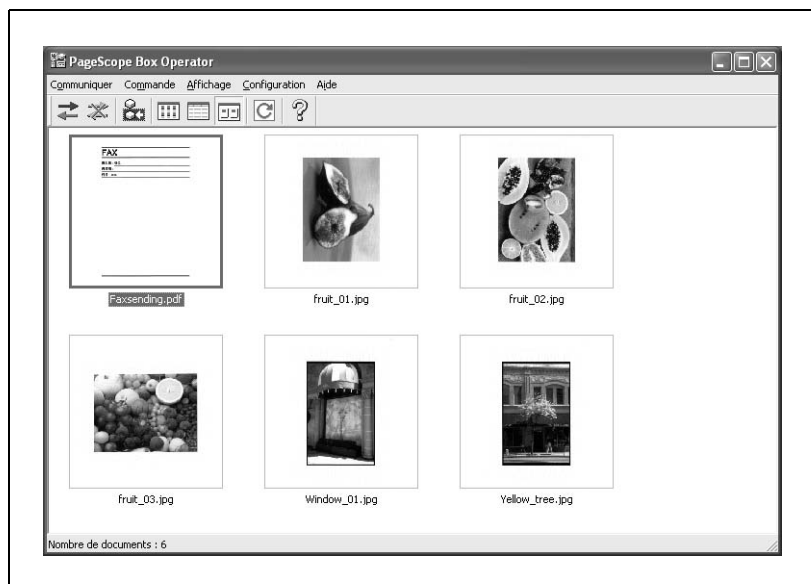 PageScope Box Operator
Communiquer Commande Affichage Configuration Ajde
FAX
Faxsending.pdf
fruit_01.jpg
fruit_02.jpg
fruit_03.jpg
Window_01.jpg
Yellow_tree.jpg
Nombre de documents : 6